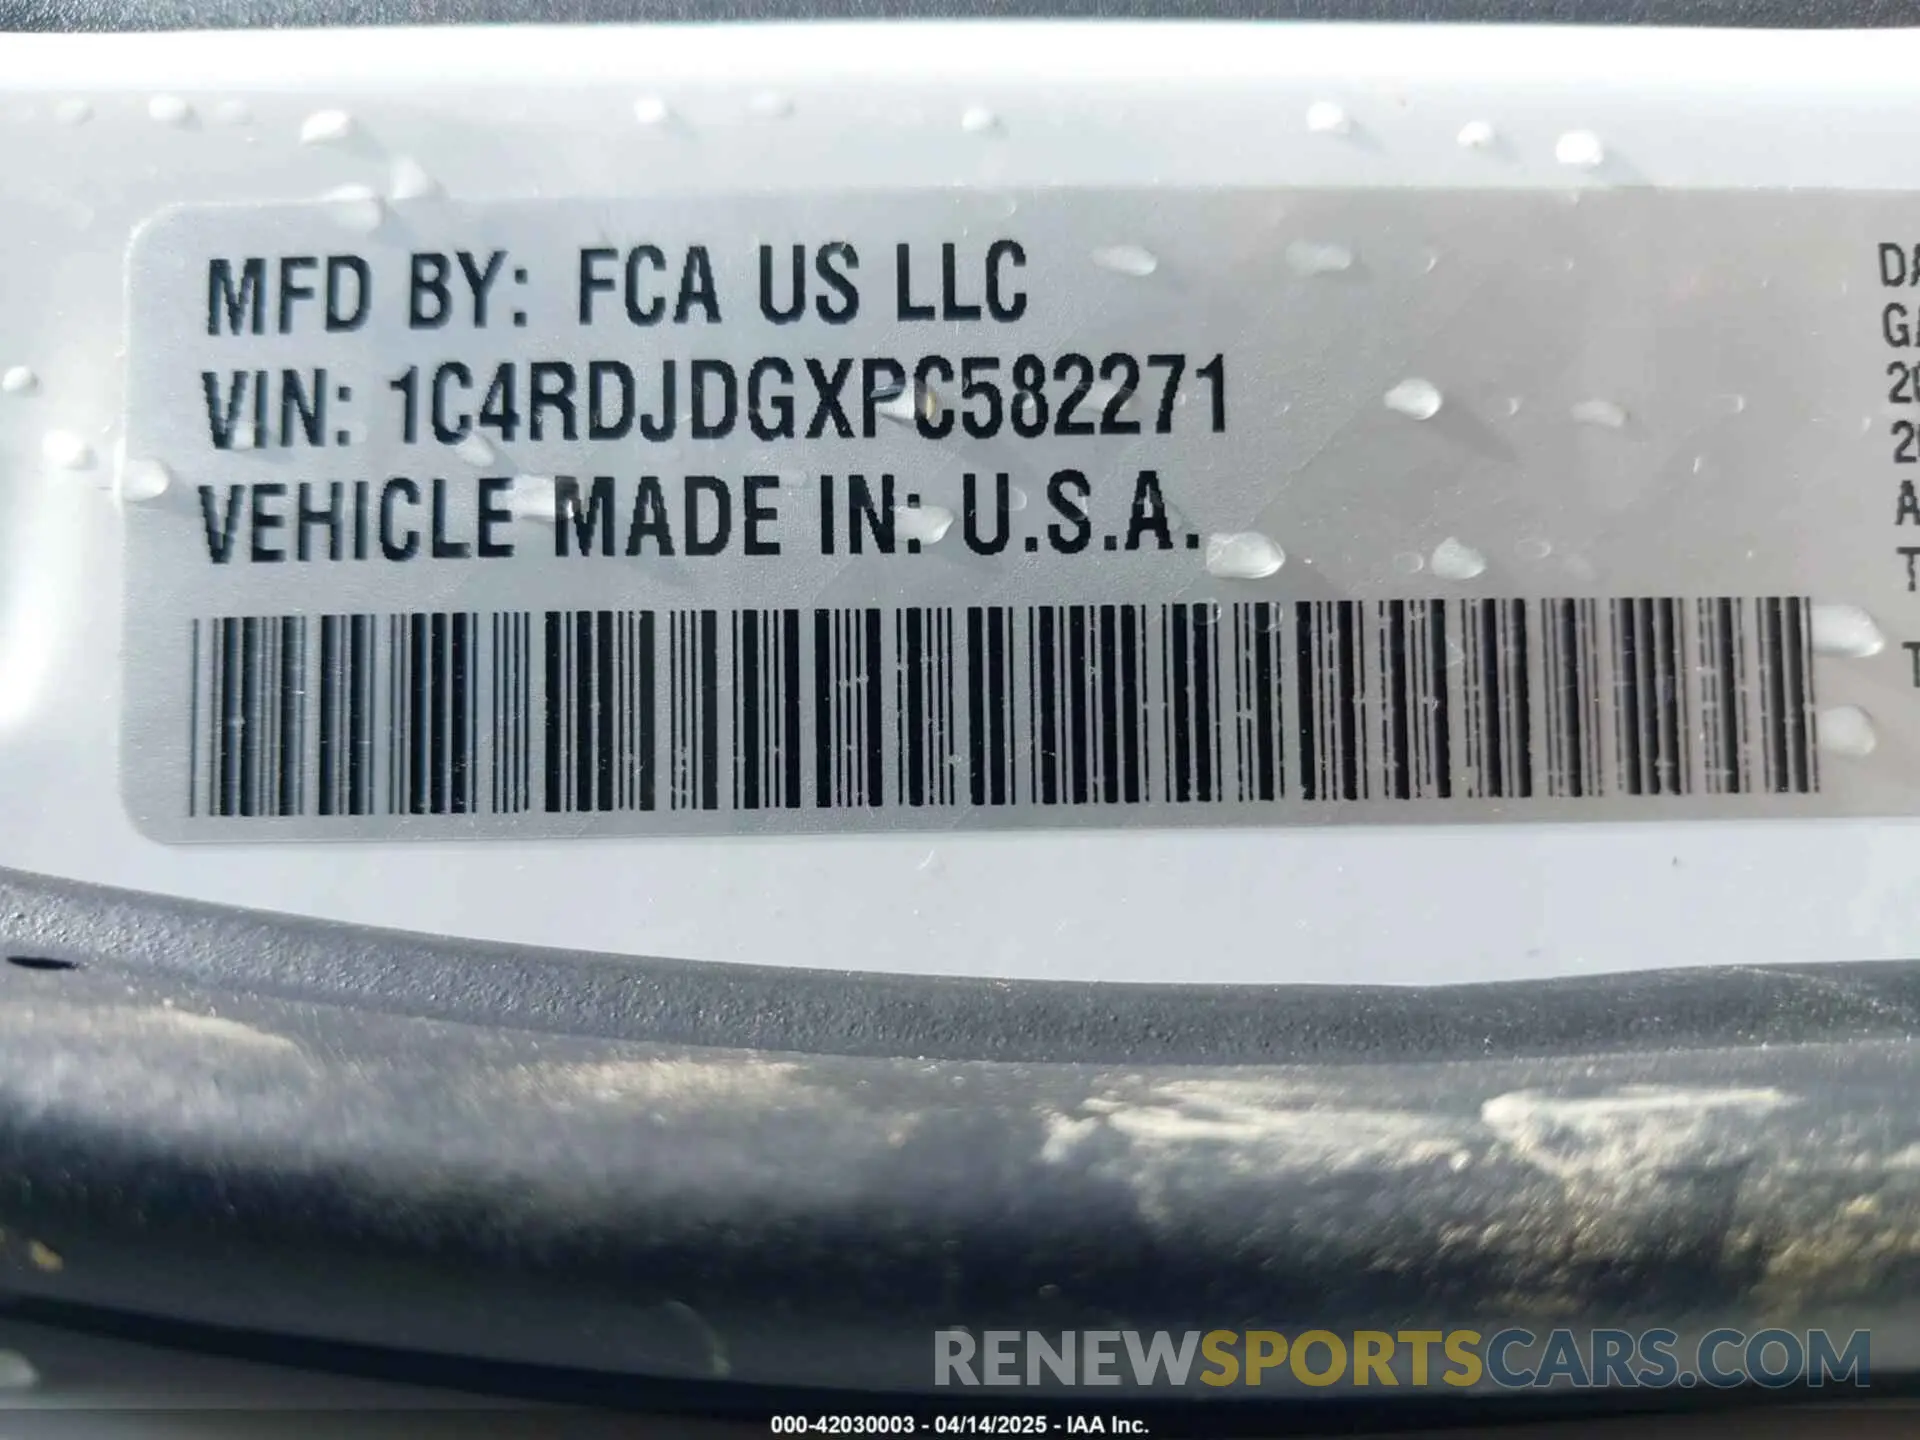 MFD BY: FCA US LLC
VIN: 1C4RDJDGXPC582271
VEHICLE MADE IN: U.S.A.
RENEWSPORTSCARS.COM
000-42030003 - 04/14/2025 - IAA Inc.